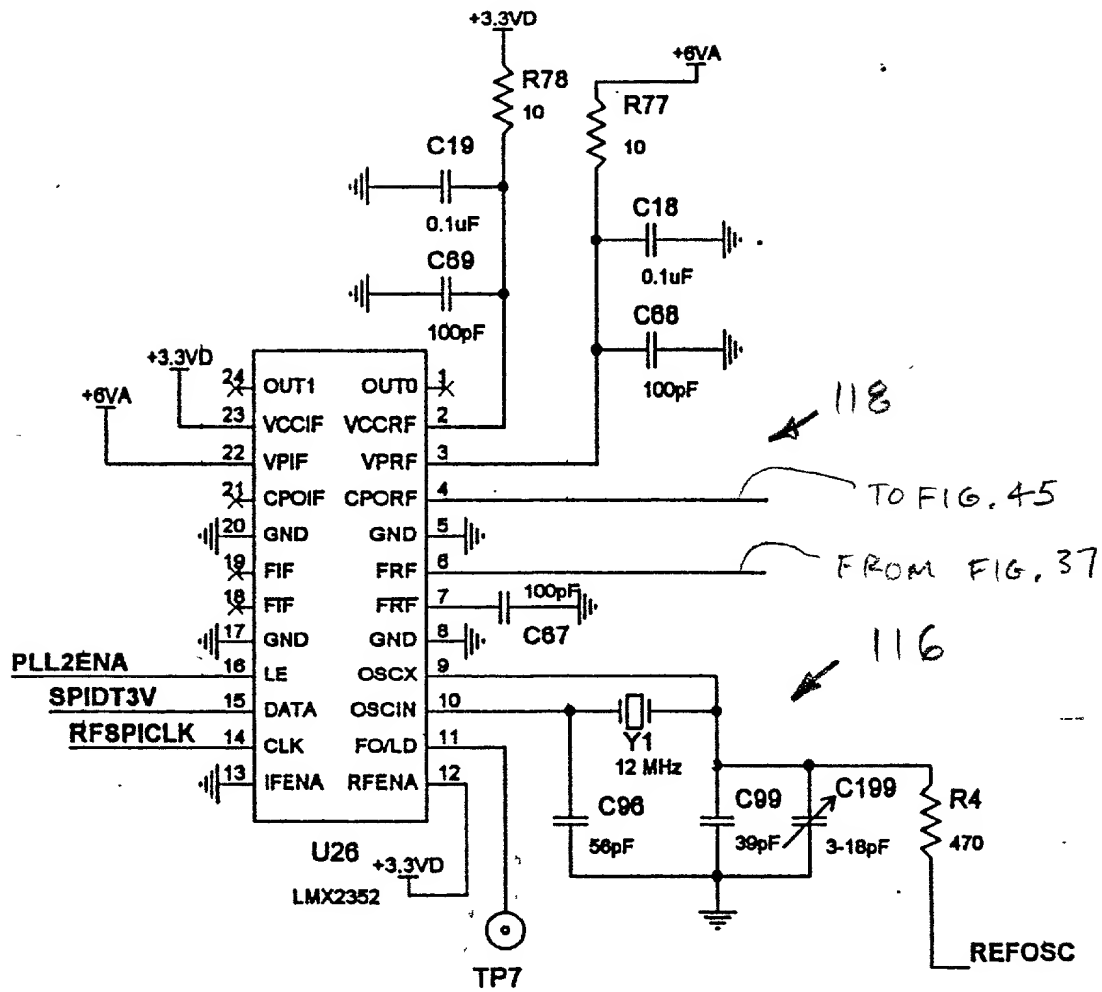 +3.3VD
R78
10
+6VA
R77
10
C19
0.1uF
C18
0.1uF
C69
100pF
C68
100pF
+3.3VD
+6VA
118
24 OUT1 OUT0 1
23 VCCIF VCCRF 2
22 VPIF VPRF 3
21 CPOIF CPORF 4
TO FIG. 45
20 GND GND 5
19 FIF FRF 6
FROM FIG. 37
18 FIF FRF 7
100pF
C67
17 GND GND 8
116
PLL2ENA 16 LE OSCX 9
SPIDT3V 15 DATA OSCIN 10
RFSPICLK 14 CLK FO/LD 11
13 IFENA RFENA 12
Y1
12 MHz
C96
56pF
C99
39pF
C199
3-18pF
R4
470
U26
LMX2352
+3.3VD
TP7
REFOSC